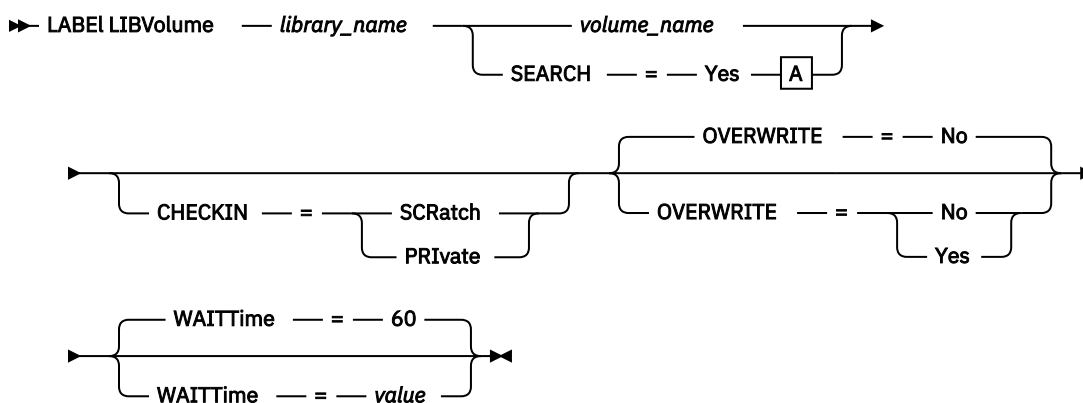 LABEl LIBVolume library_name volume_name
SEARCH = Yes A
OVERWRITE = No
CHECKIN = SCRatch OVERWRITE = No
PRIvate Yes
WAITTime = 60
WAITTime = value